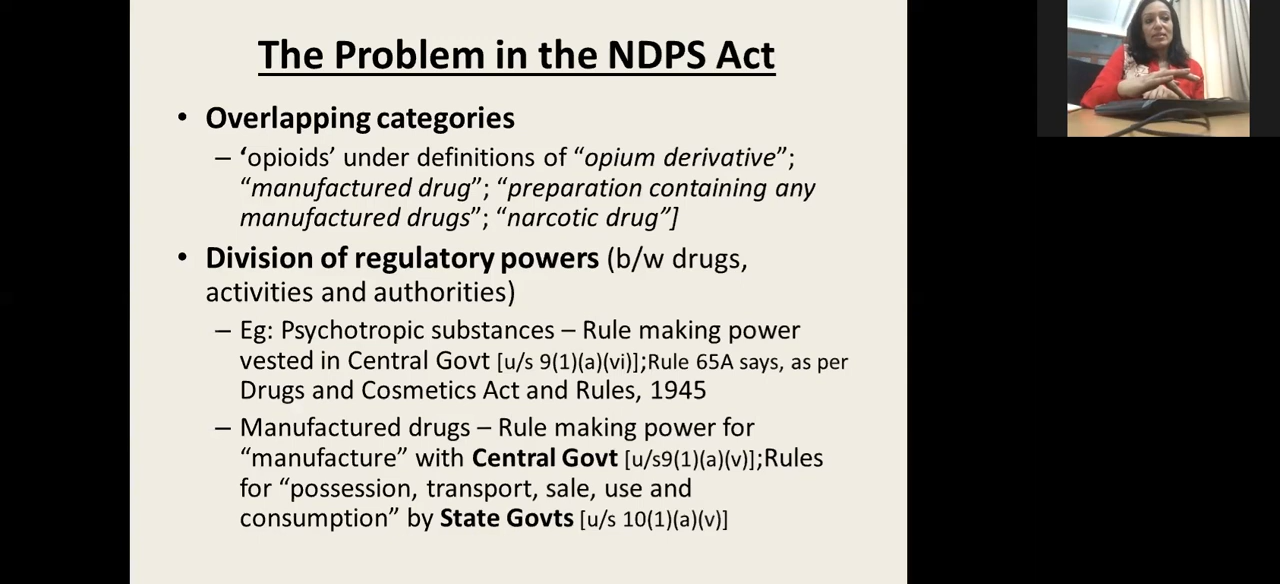 The Problem in the NDPS Act
• Overlapping categories
– ‘opioids’ under definitions of “opium derivative”;
“manufactured drug”; “preparation containing any
manufactured drugs”; “narcotic drug”]
• Division of regulatory powers (b/w drugs,
activities and authorities)
– Eg: Psychotropic substances – Rule making power
vested in Central Govt [u/s 9(1)(a)(vi)];Rule 65A says, as per
Drugs and Cosmetics Act and Rules, 1945
– Manufactured drugs – Rule making power for
“manufacture” with Central Govt [u/s9(1)(a)(v)];Rules
for “possession, transport, sale, use and
consumption” by State Govts [u/s 10(1)(a)(v)]